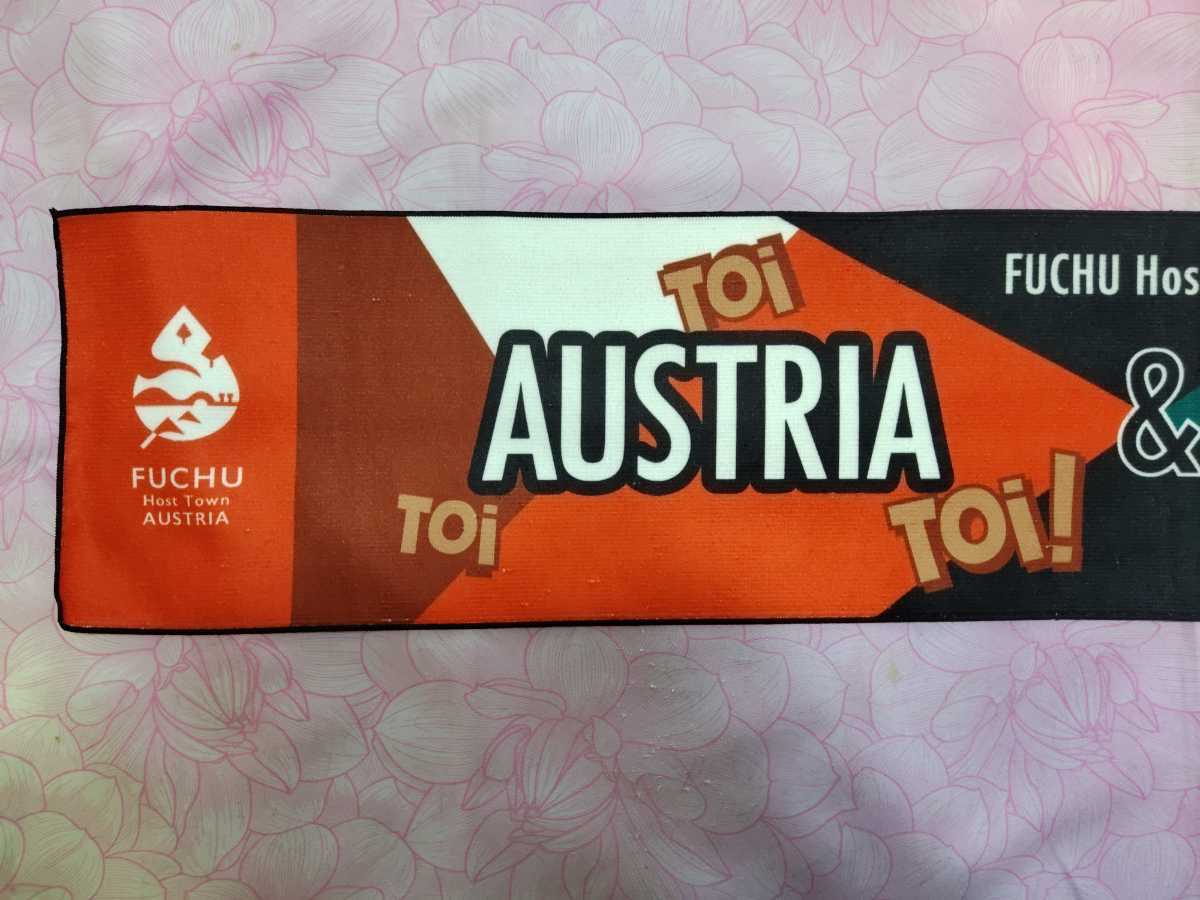 FUCHU
Host Town
AUSTRIA
TOi
AUSTRIA
TOi
TOi!
FUCHU Hos
&